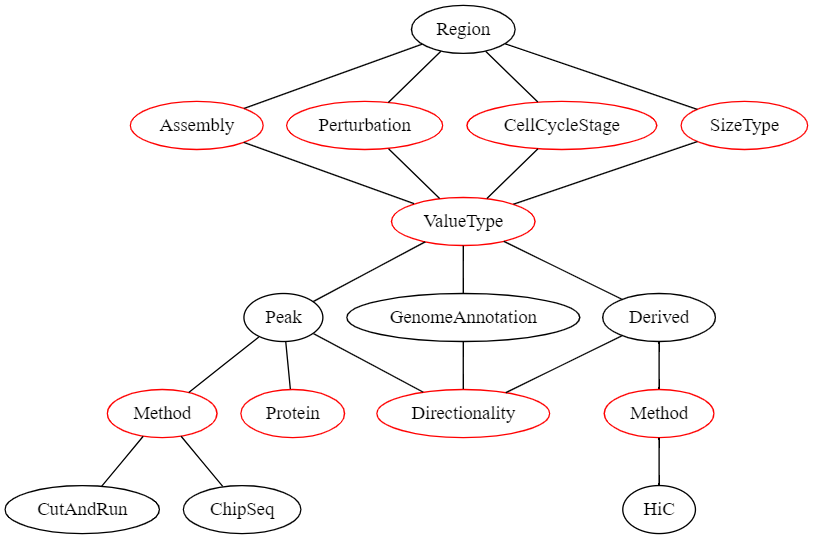 Region
Assembly
Perturbation
CellCycleStage
SizeType
ValueType
Peak
GenomeAnnotation
Derived
Method
Protein
Directionality
Method
CutAndRun
ChipSeq
HiC